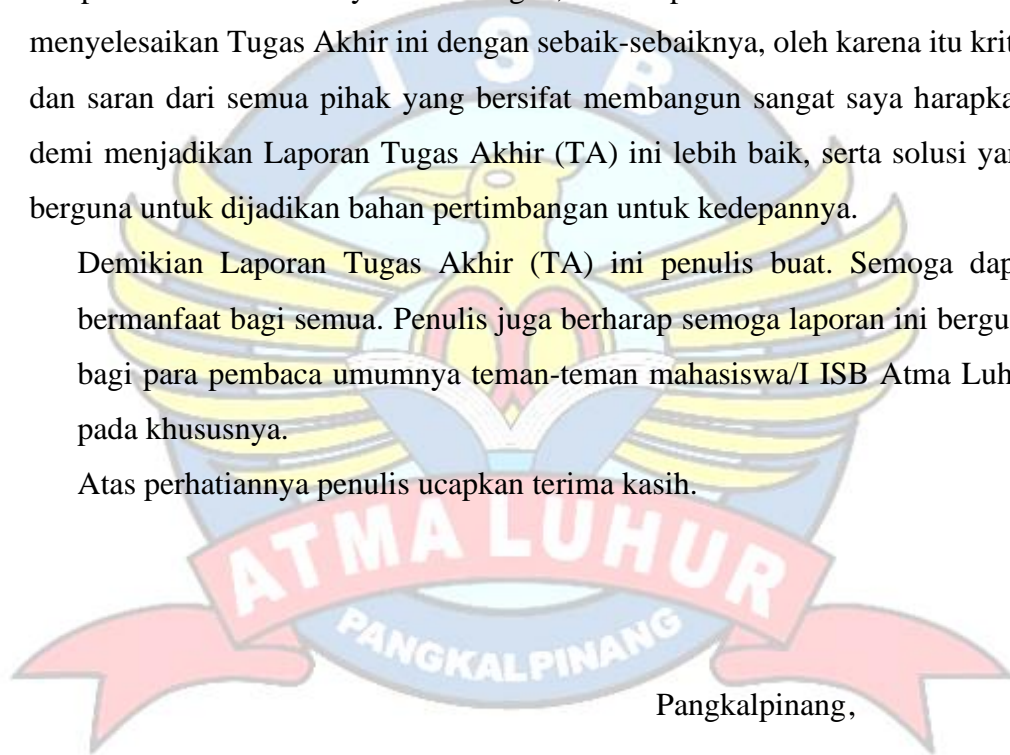 menyelesaikan Tugas Akhir ini dengan sebaik-sebaiknya, oleh karena itu krit
dan saran dari semua pihak yang bersifat membangun sangat saya harapka
demi menjadikan Laporan Tugas Akhir (TA) ini lebih baik, serta solusi yan
berguna untuk dijadikan bahan pertimbangan untuk kedepannya.
Demikian Laporan Tugas Akhir (TA) ini penulis buat. Semoga dap
bermanfaat bagi semua. Penulis juga berharap semoga laporan ini bergu
bagi para pembaca umumnya teman-teman mahasiswa/I ISB Atma Luh
pada khususnya.
Atas perhatiannya penulis ucapkan terima kasih.
I S B
ATMA LUHUR
PANGKALPINANG
Pangkalpinang,